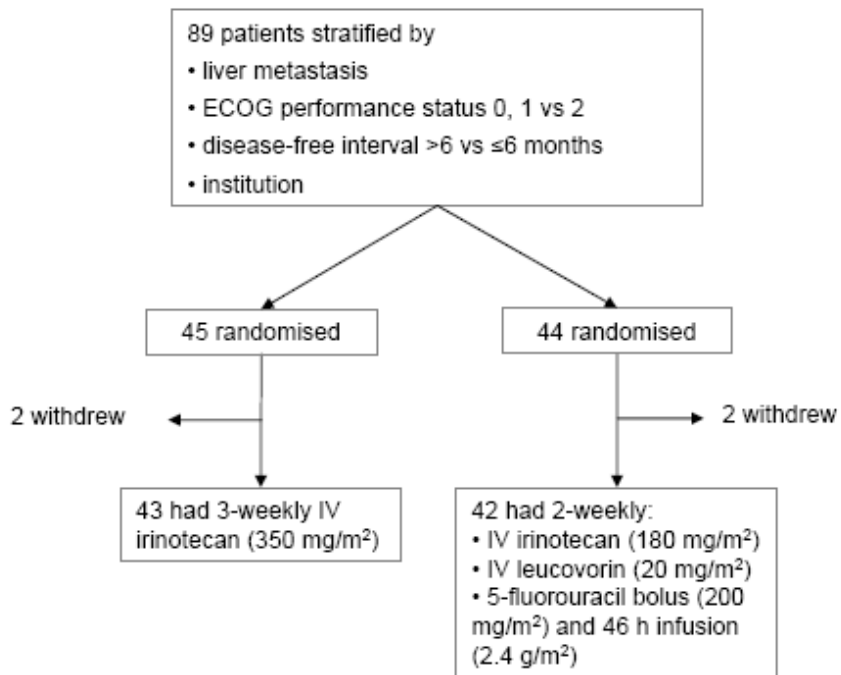 89 patients stratified by
• liver metastasis
• ECOG performance status 0, 1 vs 2
• disease-free interval >6 vs ≤6 months
• institution
45 randomised
44 randomised
2 withdrew
2 withdrew
43 had 3-weekly IV
irinotecan (350 mg/m²)
42 had 2-weekly:
• IV irinotecan (180 mg/m²)
• IV leucovorin (20 mg/m²)
• 5-fluorouracil bolus (200
mg/m²) and 46 h infusion
(2.4 g/m²)